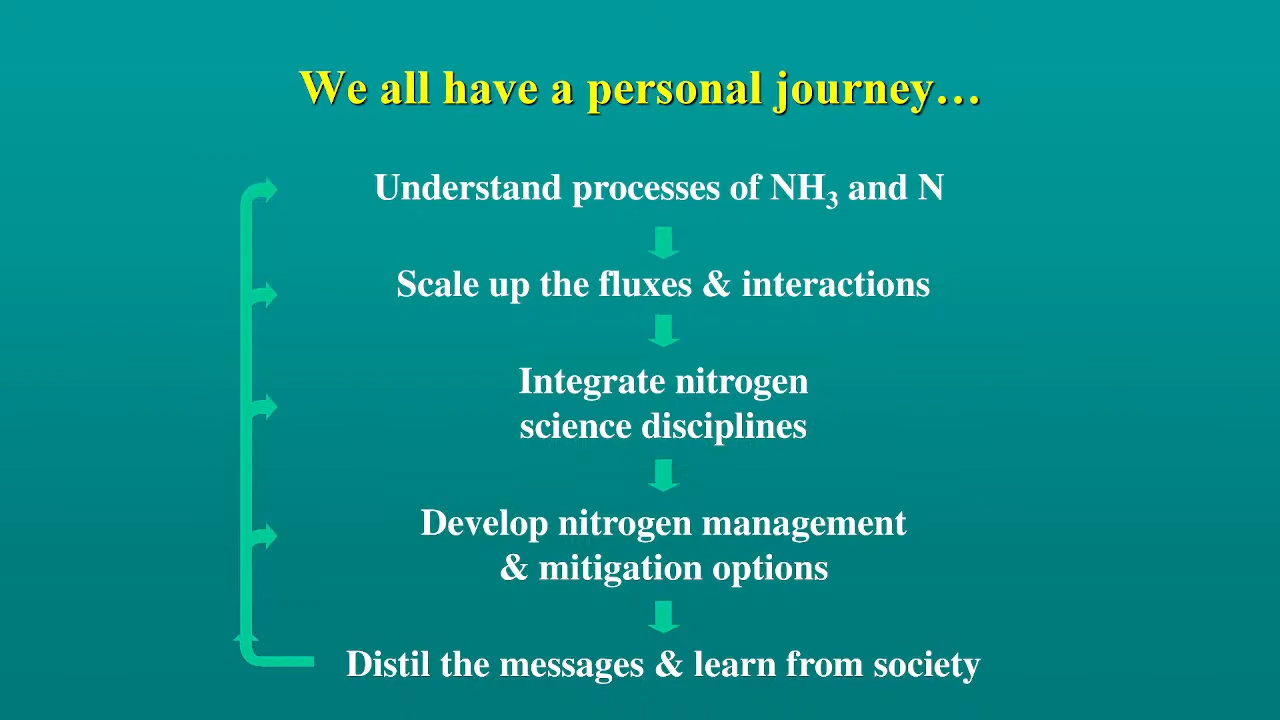 We all have a personal journey…
Understand processes of NH₃ and N
Scale up the fluxes & interactions
Integrate nitrogen
science disciplines
Develop nitrogen management
& mitigation options
Distil the messages & learn from society